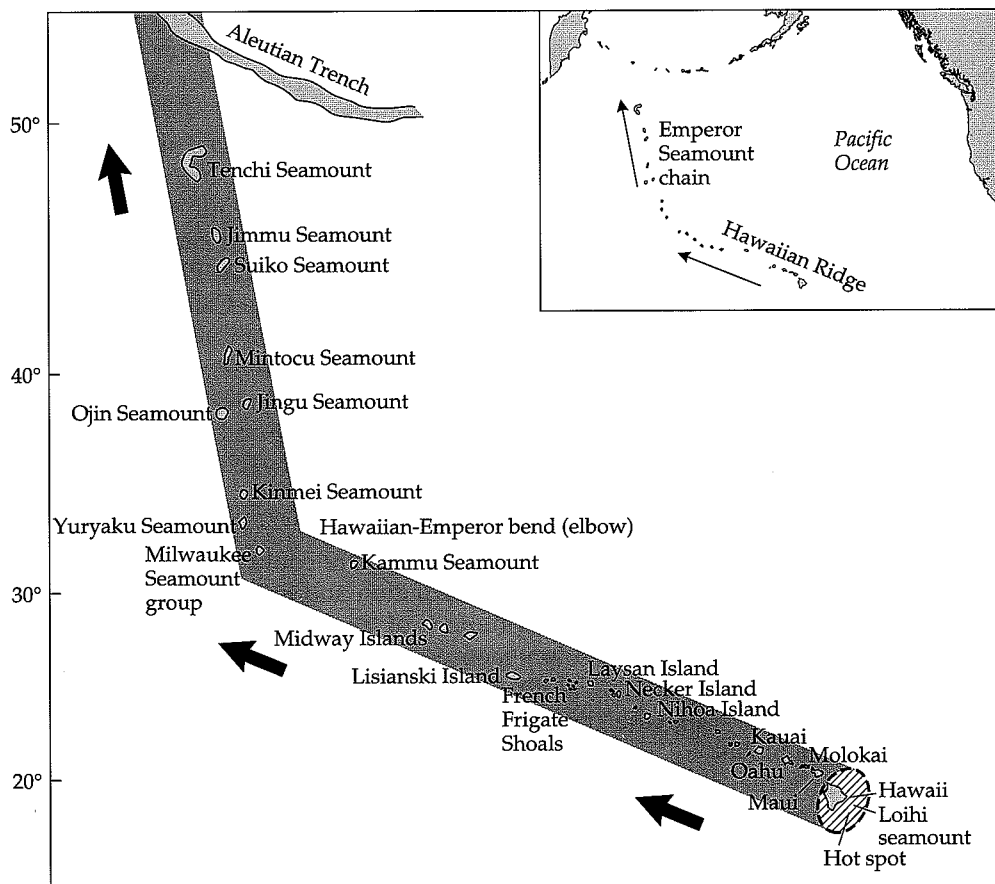 Aleutian Trench
50°
Tenchi Seamount
Jimmu Seamount
Suiko Seamount
Mintocu Seamount
40°
Jingu Seamount
Ojin Seamount
Kinmei Seamount
Yuryaku Seamount
Hawaiian-Emperor bend (elbow)
Milwaukee
Seamount
group
Kammu Seamount
30°
Midway Islands
Lisianski Island
Laysan Island
French
Frigate
Shoals
Necker Island
Nihoa Island
Kauai
Oahu
Molokai
Maui
20°
Hawaii
Loihi
seamount
Hot spot
Emperor
Seamount
chain
Pacific
Ocean
Hawaiian Ridge